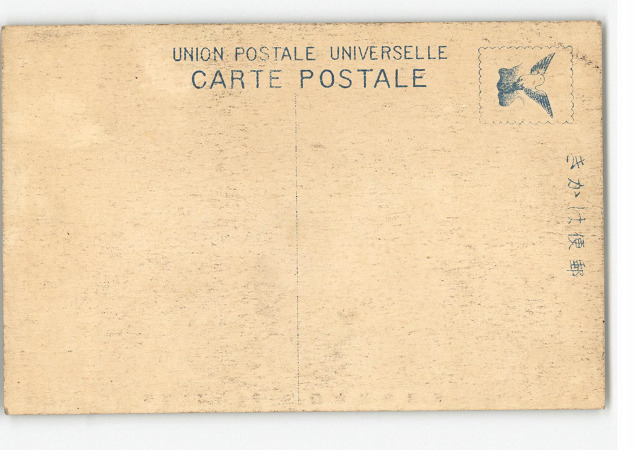 UNION POSTALE UNIVERSELLE
CARTE POSTALE
郵便はかき